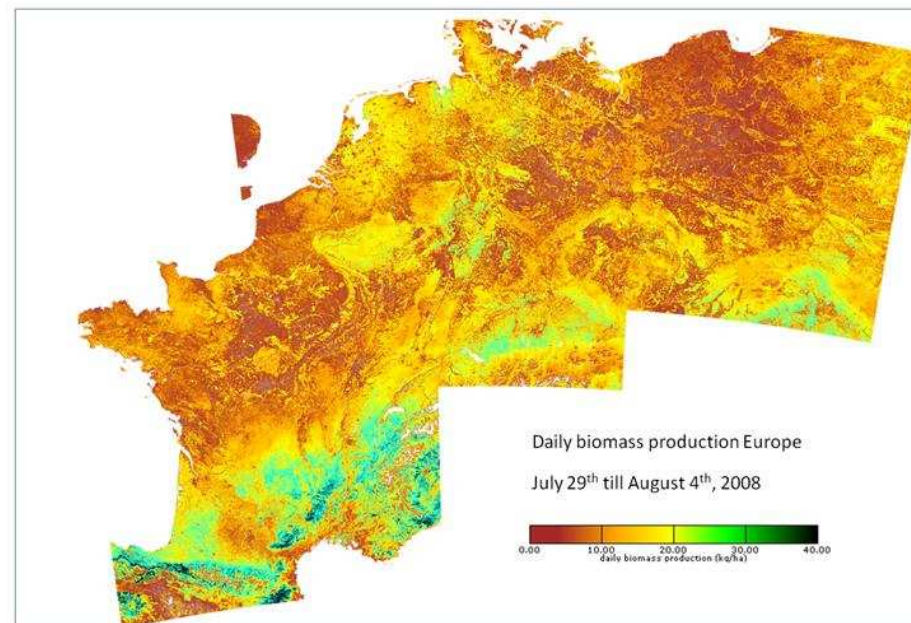 Daily biomass production Europe
July 29th till August 4th, 2008
0.00 10.00 20.00 30.00 40.00
daily biomass production (kg/ha)